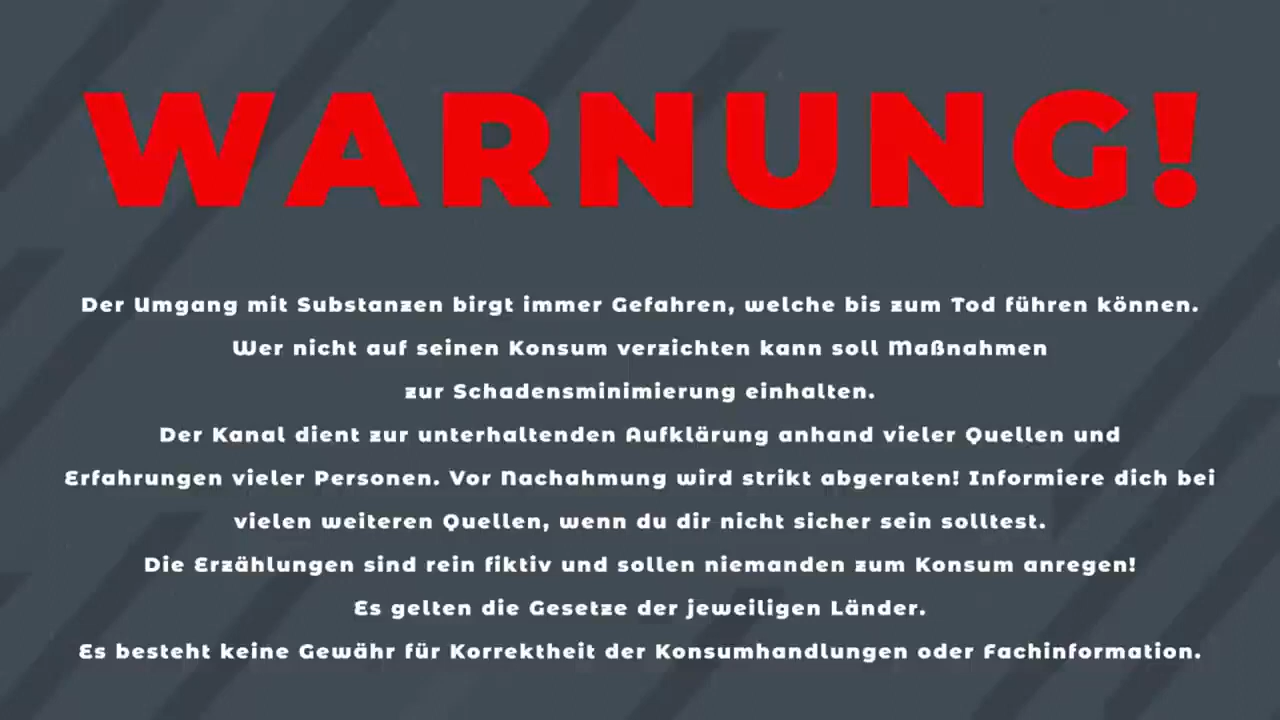 WARNUNG!
Der Umgang mit Substanzen birgt immer Gefahren, welche bis zum Tod führen können.
Wer nicht auf seinen Konsum verzichten kann soll Maßnahmen
zur Schadensminimierung einhalten.
Der Kanal dient zur unterhaltenden Aufklärung anhand vieler Quellen und
Erfahrungen vieler Personen. Vor Nachahmung wird strikt abgeraten! Informiere dich bei
vielen weiteren Quellen, wenn du dir nicht sicher sein solltest.
Die Erzählungen sind rein fiktiv und sollen niemanden zum Konsum anregen!
Es gelten die Gesetze der jeweiligen Länder.
Es besteht keine Gewähr für Korrektheit der Konsumhandlungen oder Fachinformation.